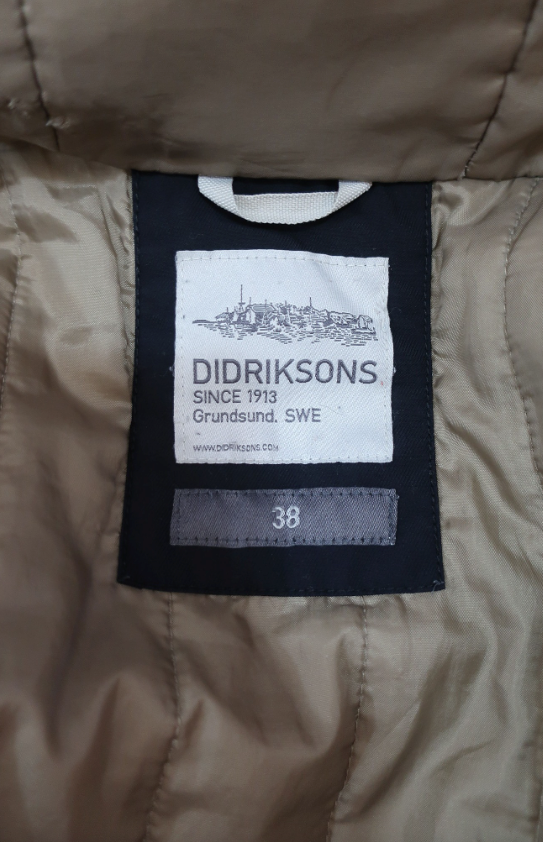 DIDRIKSONS
SINCE 1913
Grundsund, SWE
WWW.DIDRIKSONS.COM
38